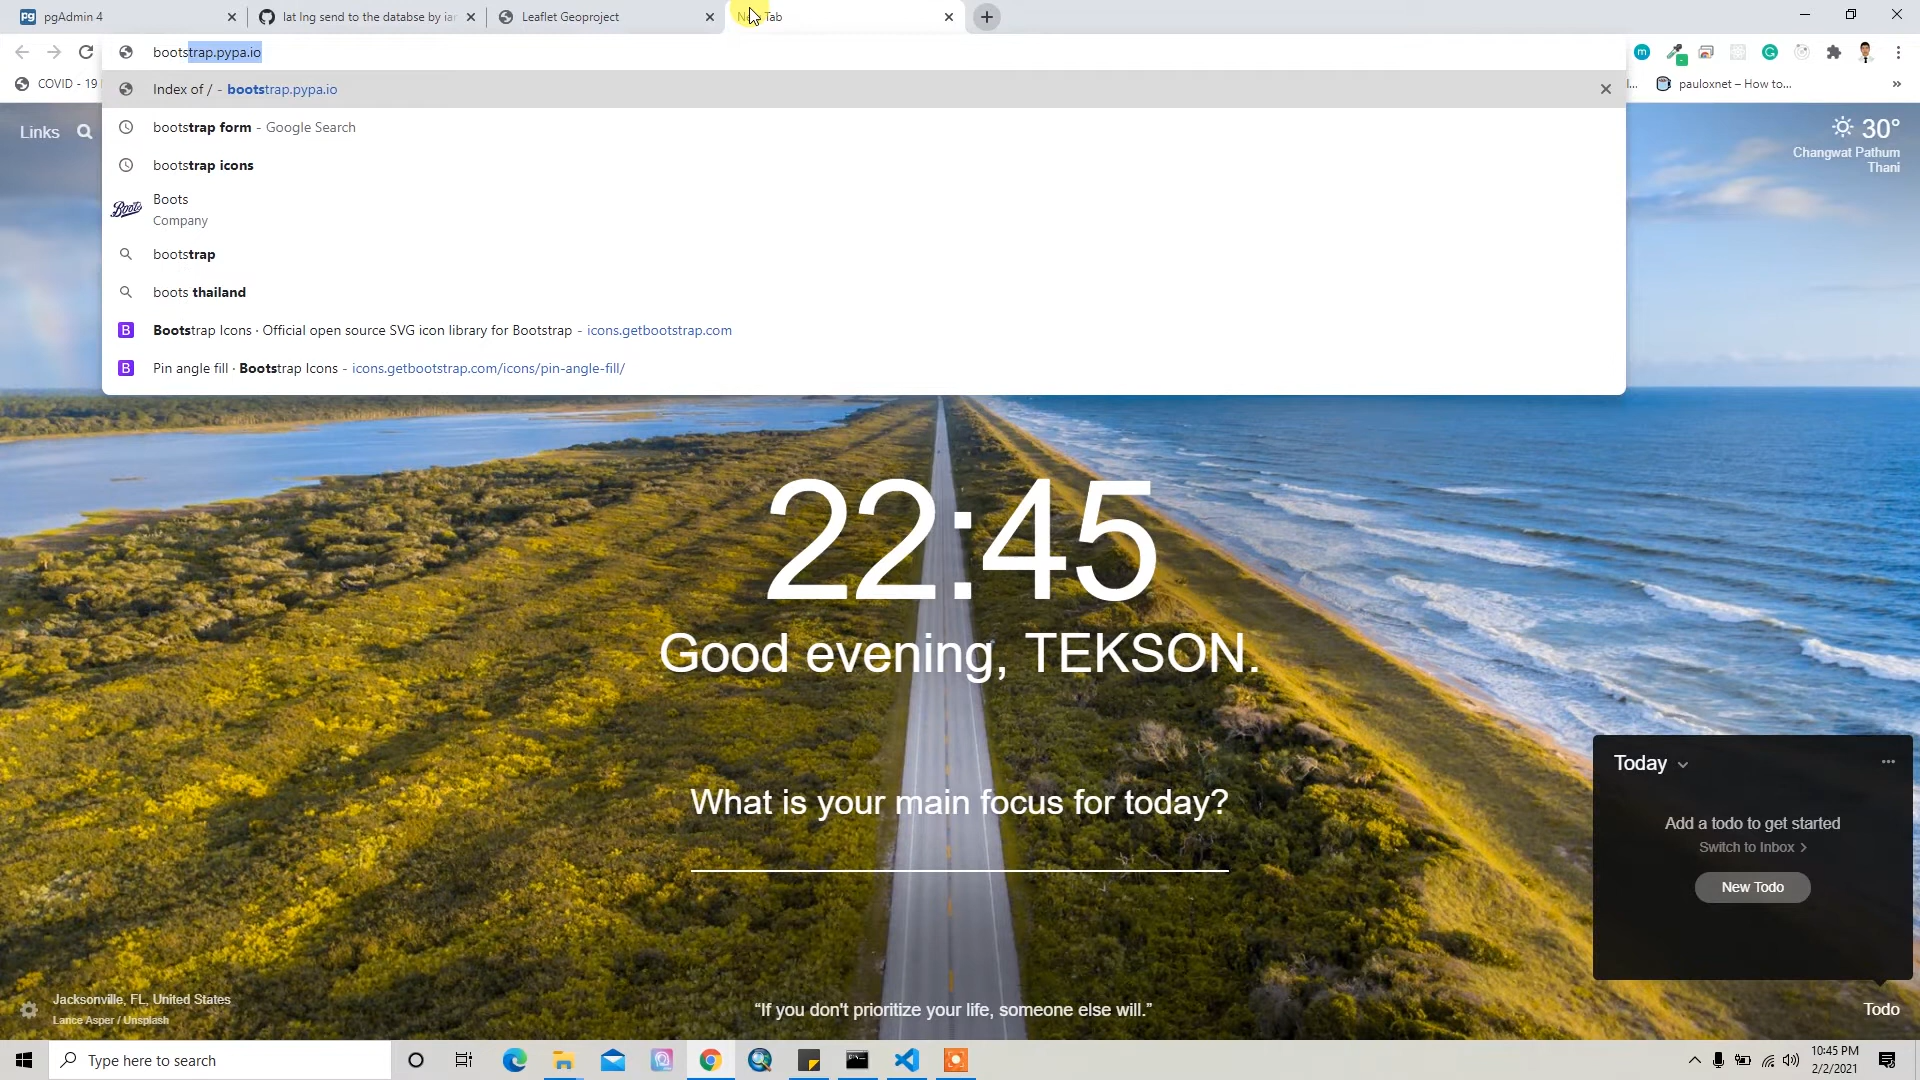 pgAdmin 4
lat lng send to the databse by iar
Leaflet Geoproject
Tab
bootstrap.pypa.io
COVID - 19
pauloxnet – How to...
Index of / - bootstrap.pypa.io
bootstrap form - Google Search
bootstrap icons
Boots
Company
bootstrap
boots thailand
Bootstrap Icons · Official open source SVG icon library for Bootstrap - icons.getbootstrap.com
Pin angle fill · Bootstrap Icons - icons.getbootstrap.com/icons/pin-angle-fill/
Links
30°
Changwat Pathum
Thani
22:45
Good evening, TEKSON.
What is your main focus for today?
Today
Add a todo to get started
Switch to Inbox >
New Todo
Jacksonville, FL, United States
Lance Asper / Unsplash
“If you don't prioritize your life, someone else will.”
Todo
Type here to search
10:45 PM
2/2/2021